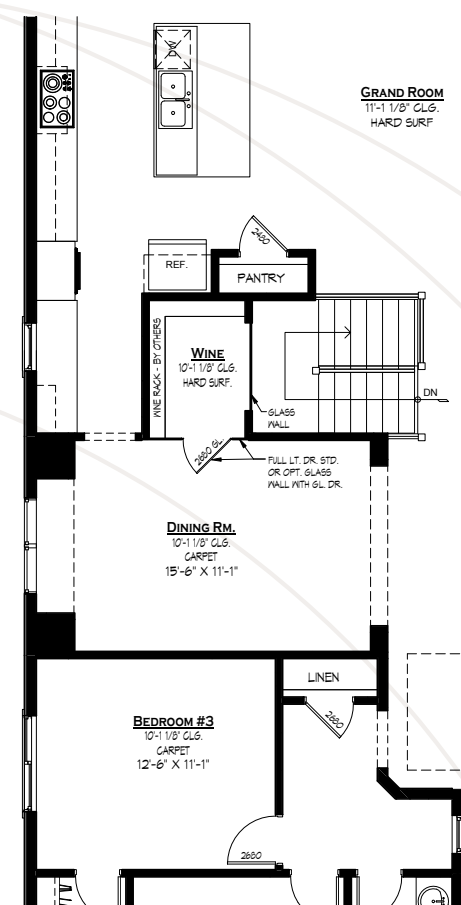 DW
GRAND ROOM
11'-1 1/8" CLG.
HARD SURF
2480
REF.
PANTRY
WINE RACK - BY OTHERS
WINE
10'-1 1/8" CLG.
HARD SURF.
DN
GLASS
WALL
2680 GL.
FULL LT. DR. STD.
OR OPT. GLASS
WALL WITH GL. DR.
DINING RM.
10'-1 1/8" CLG.
CARPET
15'-6" X 11'-1"
LINEN
2680
BEDROOM #3
10'-1 1/8" CLG.
CARPET
12'-6" X 11'-1"
2680